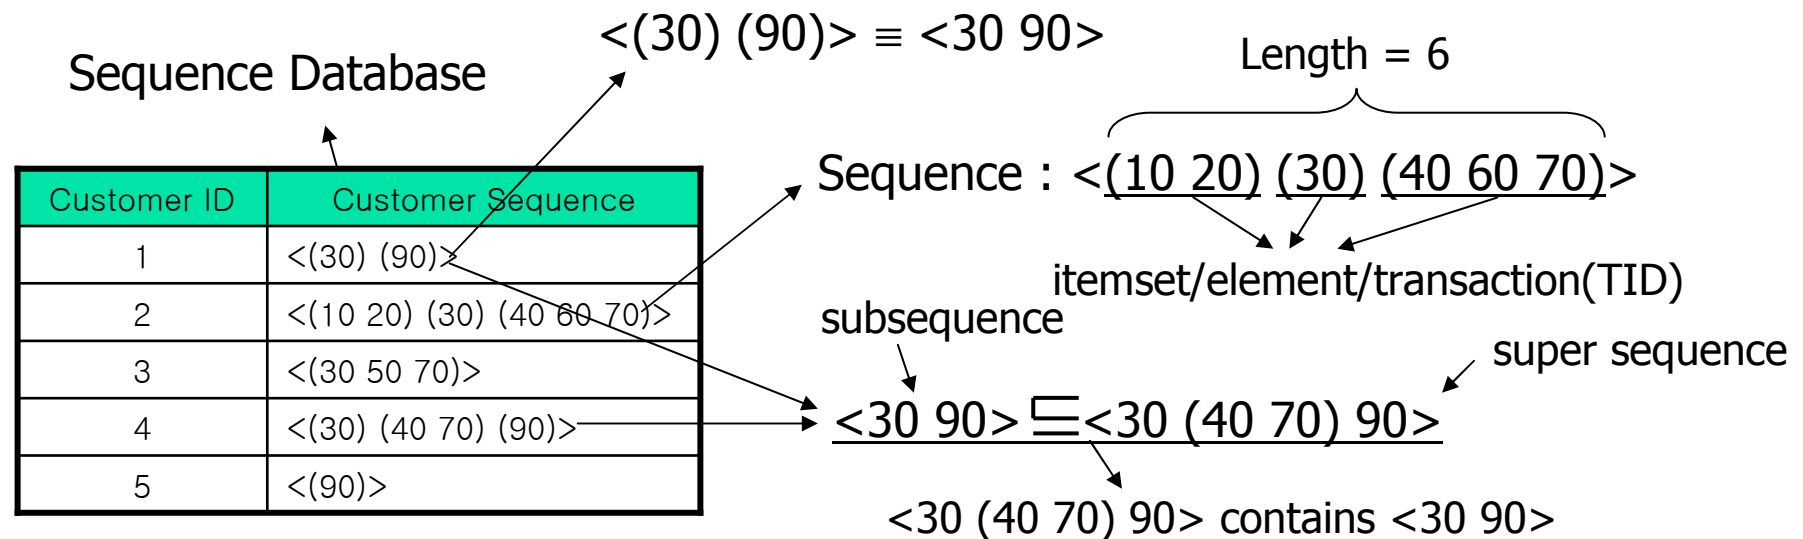 <(30) (90)> ≡ <30 90>
Sequence Database
Length = 6
Sequence : <(10 20) (30) (40 60 70)>
itemset/element/transaction(TID)
Customer ID Customer Sequence
1 <(30) (90)>
2 <(10 20) (30) (40 60 70)>
3 <(30 50 70)>
4 <(30) (40 70) (90)>
5 <(90)>
subsequence
super sequence
<30 90> ⊑ <30 (40 70) 90>
<30 (40 70) 90> contains <30 90>